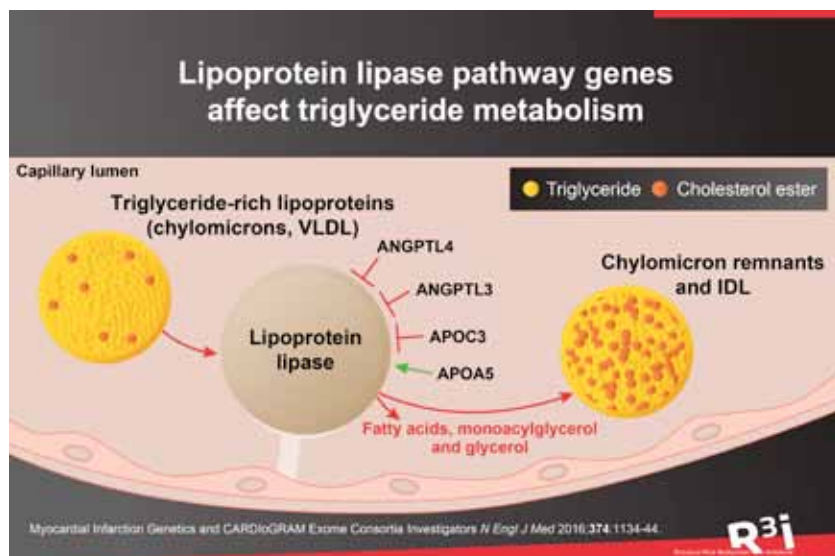 Lipoprotein lipase pathway genes
affect triglyceride metabolism
Capillary lumen
Triglyceride
Cholesterol ester
Triglyceride-rich lipoproteins
(chylomicrons, VLDL)
ANGPTL4
ANGPTL3
APOC3
APOA5
Lipoprotein
lipase
Chylomicron remnants
and IDL
Fatty acids, monoacylglycerol
and glycerol
Myocardial Infarction Genetics and CARDIoGRAM Exome Consortia Investigators N Engl J Med 2016;374:1134-44.
R3i